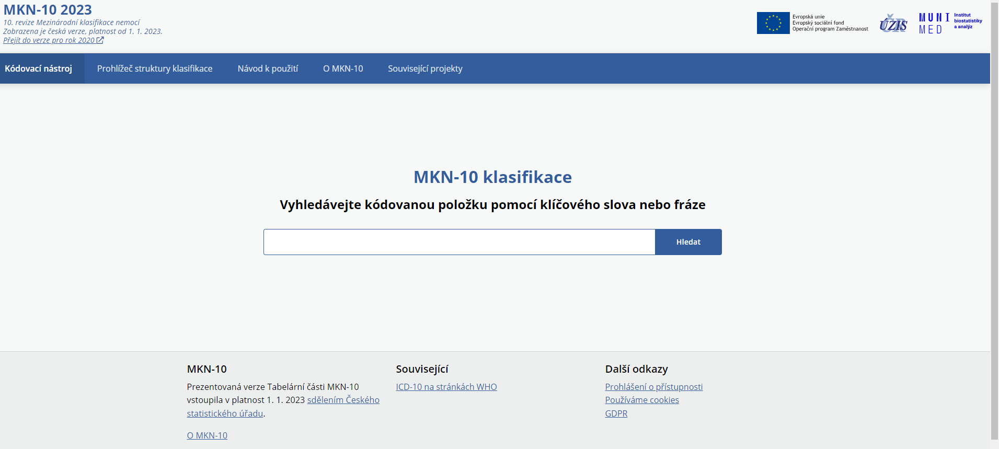 MKN-10 2023
10. revize Mezinárodní klasifikace nemocí
Zobrazena je česká verze, platnost od 1. 1. 2023.
Přejít do verze pro rok 2020
Evropská unie
Evropský sociální fond
Operační program Zaměstnanost
ÚZIS ČR
MUNI
MED
Institut
biostatistiky
a analýz
Kódovací nástroj
Prohlížeč struktury klasifikace
Návod k použití
O MKN-10
Související projekty
MKN-10 klasifikace
Vyhledávejte kódovanou položku pomocí klíčového slova nebo fráze
Hledat
MKN-10
Prezentovaná verze Tabelární části MKN-10
vstoupila v platnost 1. 1. 2023 sdělením Českého
statistického úřadu.
O MKN-10
Související
ICD-10 na stránkách WHO
Další odkazy
Prohlášení o přístupnosti
Používáme cookies
GDPR